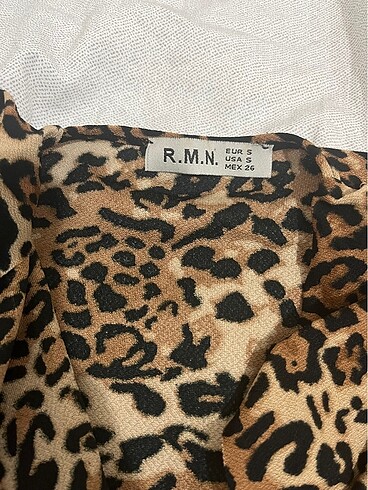 R.M.N.
EUR S
USA S
MEX 26